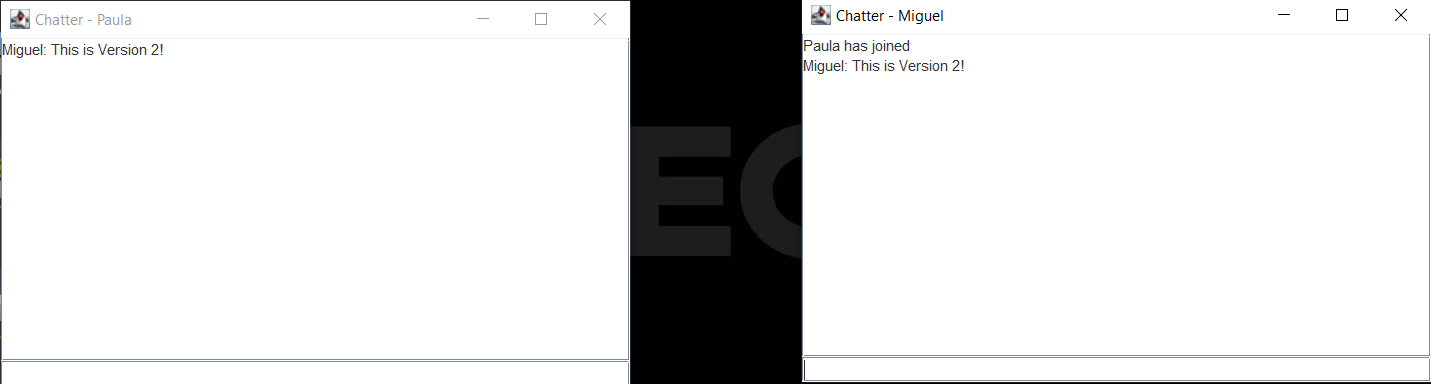 Chatter - Paula
Miguel: This is Version 2!
EC
Chatter - Miguel
Paula has joined
Miguel: This is Version 2!